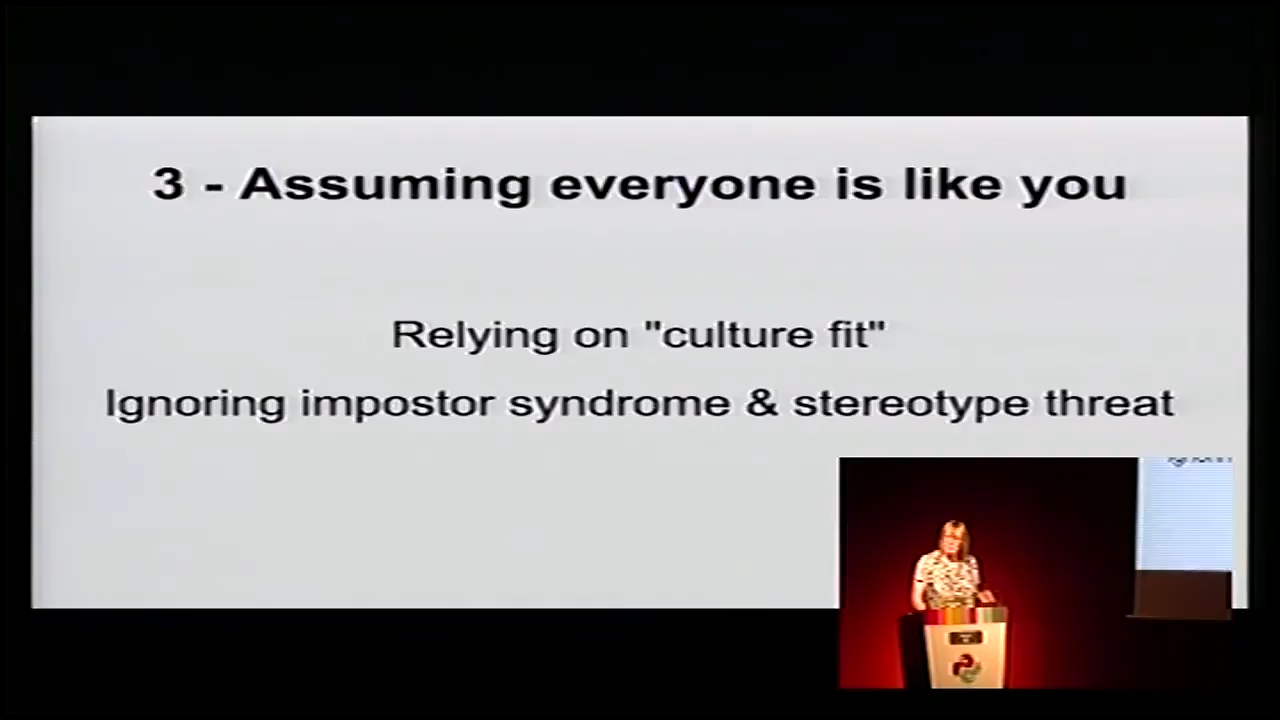 3 - Assuming everyone is like you
Relying on "culture fit"
Ignoring impostor syndrome & stereotype threat